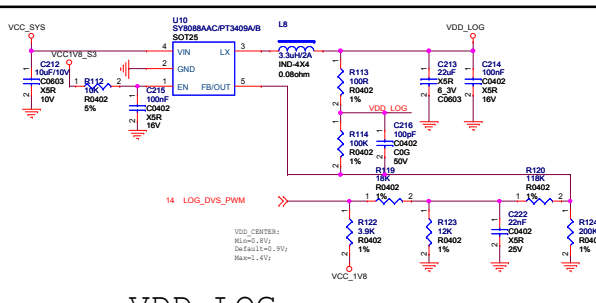 U10
SY8088AAC/PT3409A/B
SOT25
L8
VCC_SYS
VDD_LOG
VCC1V8_S3
4 VIN LX 3
2 GND
1 EN FB/OUT 5
3.3uH/2A
IND-4X4
0.08ohm
C212
10uF/10V
C0603
X5R
10V
R112
10K
R0402
5%
C215
100nF
C0402
X5R
16V
R113
100R
R0402
1%
C213
22uF
X5R
6_3V
C0603
C214
100nF
C0402
X5R
16V
VDD_LOG
R114
100K
R0402
1%
C216
100pF
C0402
C0G
50V
R119
18K
R0402
1%
R120
118K
R0402
1%
14 LOG_DVS_PWM
VDD_CENTER:
Min=0.8V;
Default=0.9V;
Max=1.4V;
R122
3.9K
R0402
1%
VCC_1V8
R123
12K
R0402
1%
C222
22nF
C0402
X5R
25V
R124
200K
R040
1%
VDD LOG